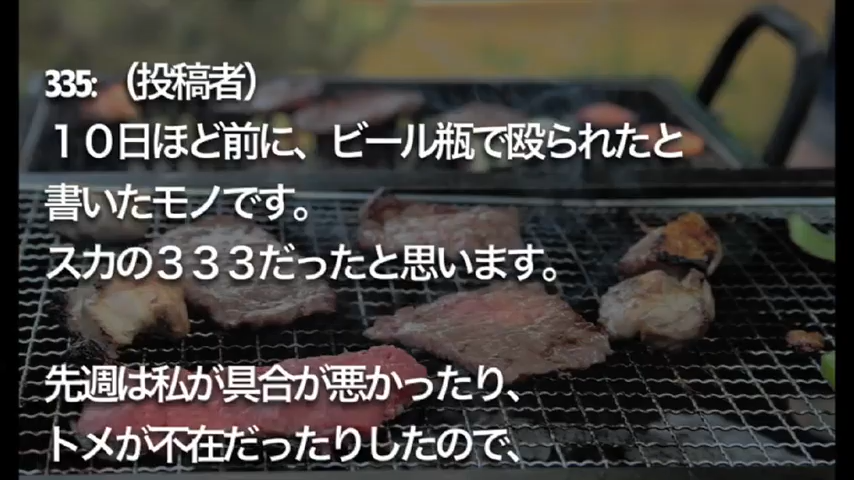 335: （投稿者）
１０日ほど前に、ビール瓶で殴られたと
書いたモノです。
スカの３３３だったと思います。
先週は私が具合が悪かったり、
トメが不在だったりしたので、